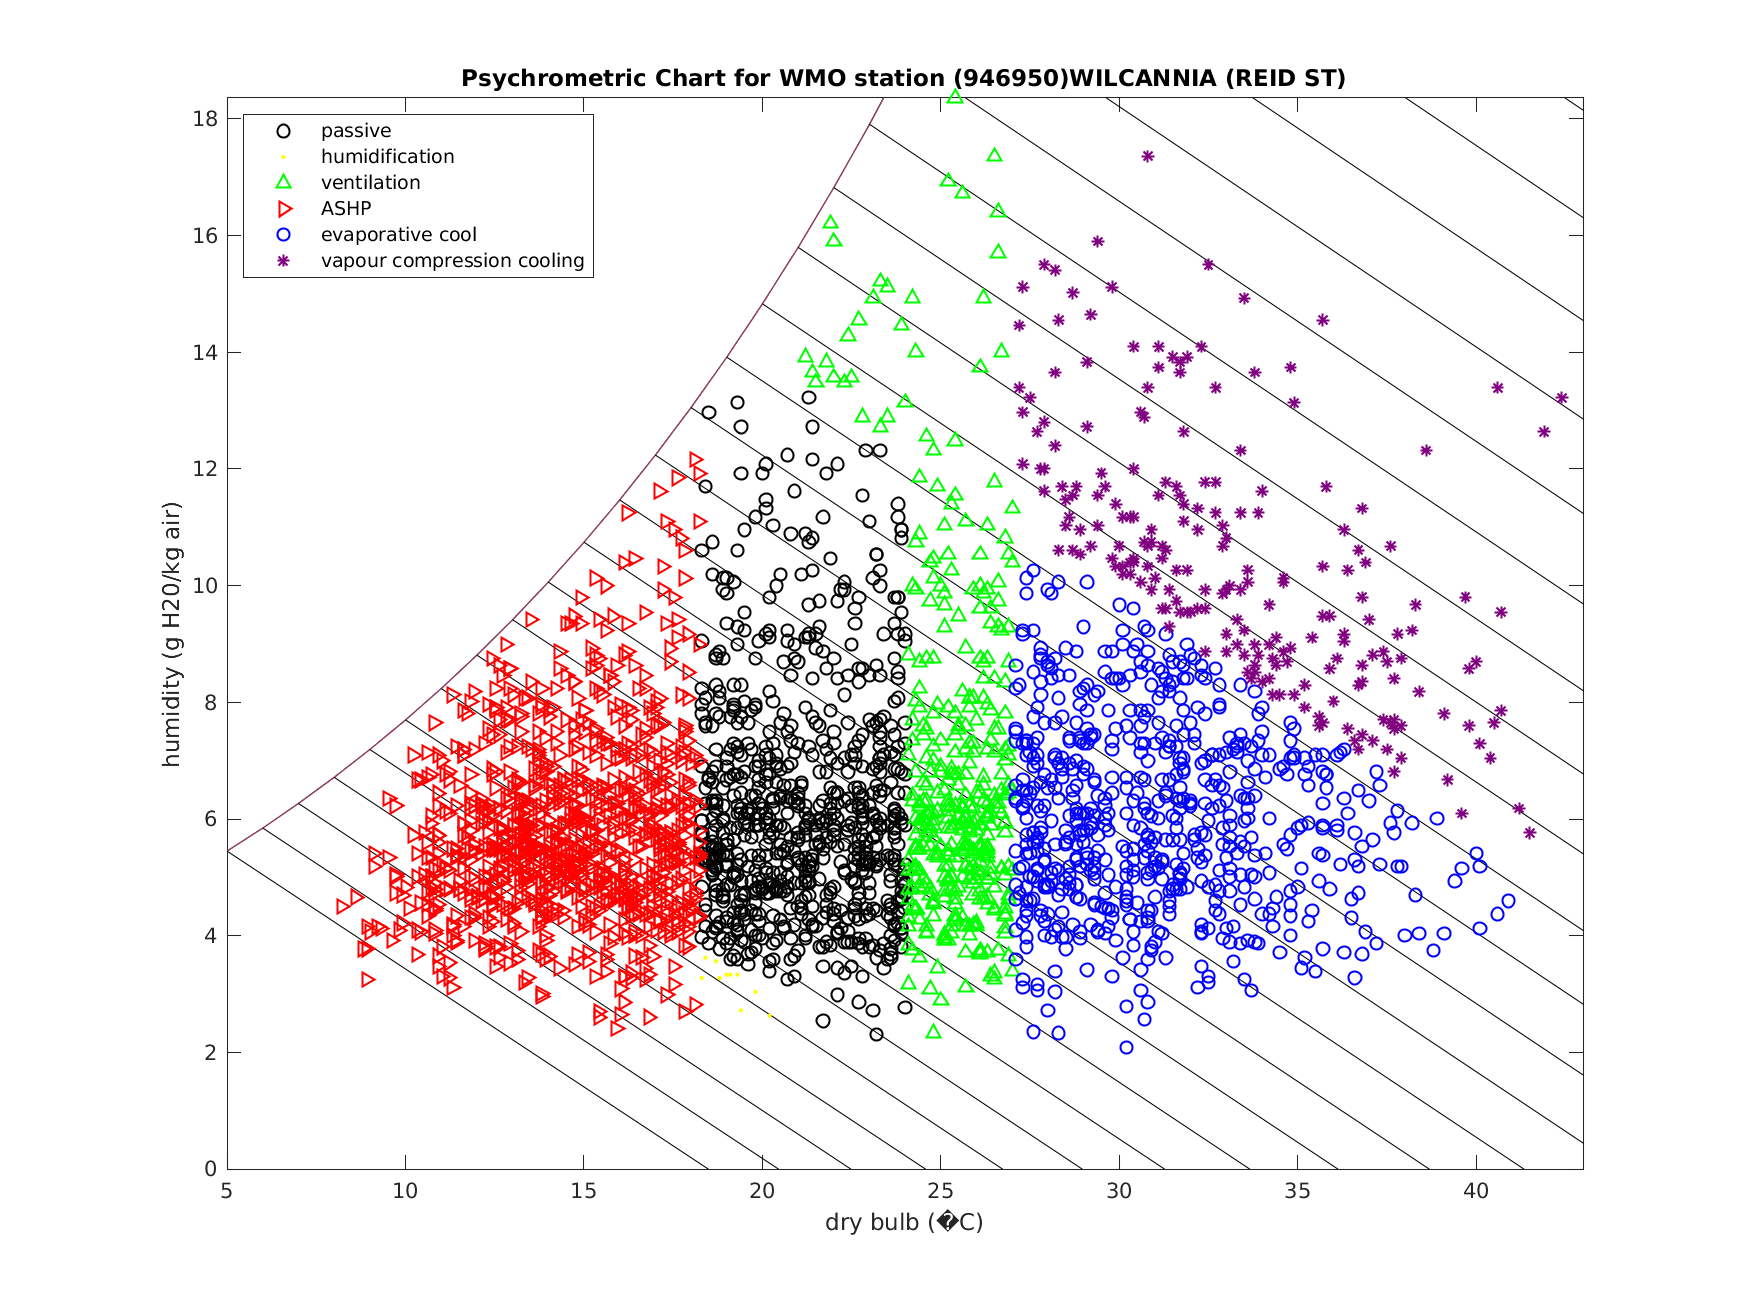 Psychrometric Chart for WMO station (946950)WILCANNIA (REID ST)
passive
humidification
ventilation
ASHP
evaporative cool
vapour compression cooling
humidity (g H20/kg air)
18
16
14
12
10
8
6
4
2
0
5 10 15 20 25 30 35 40
dry bulb (�C)